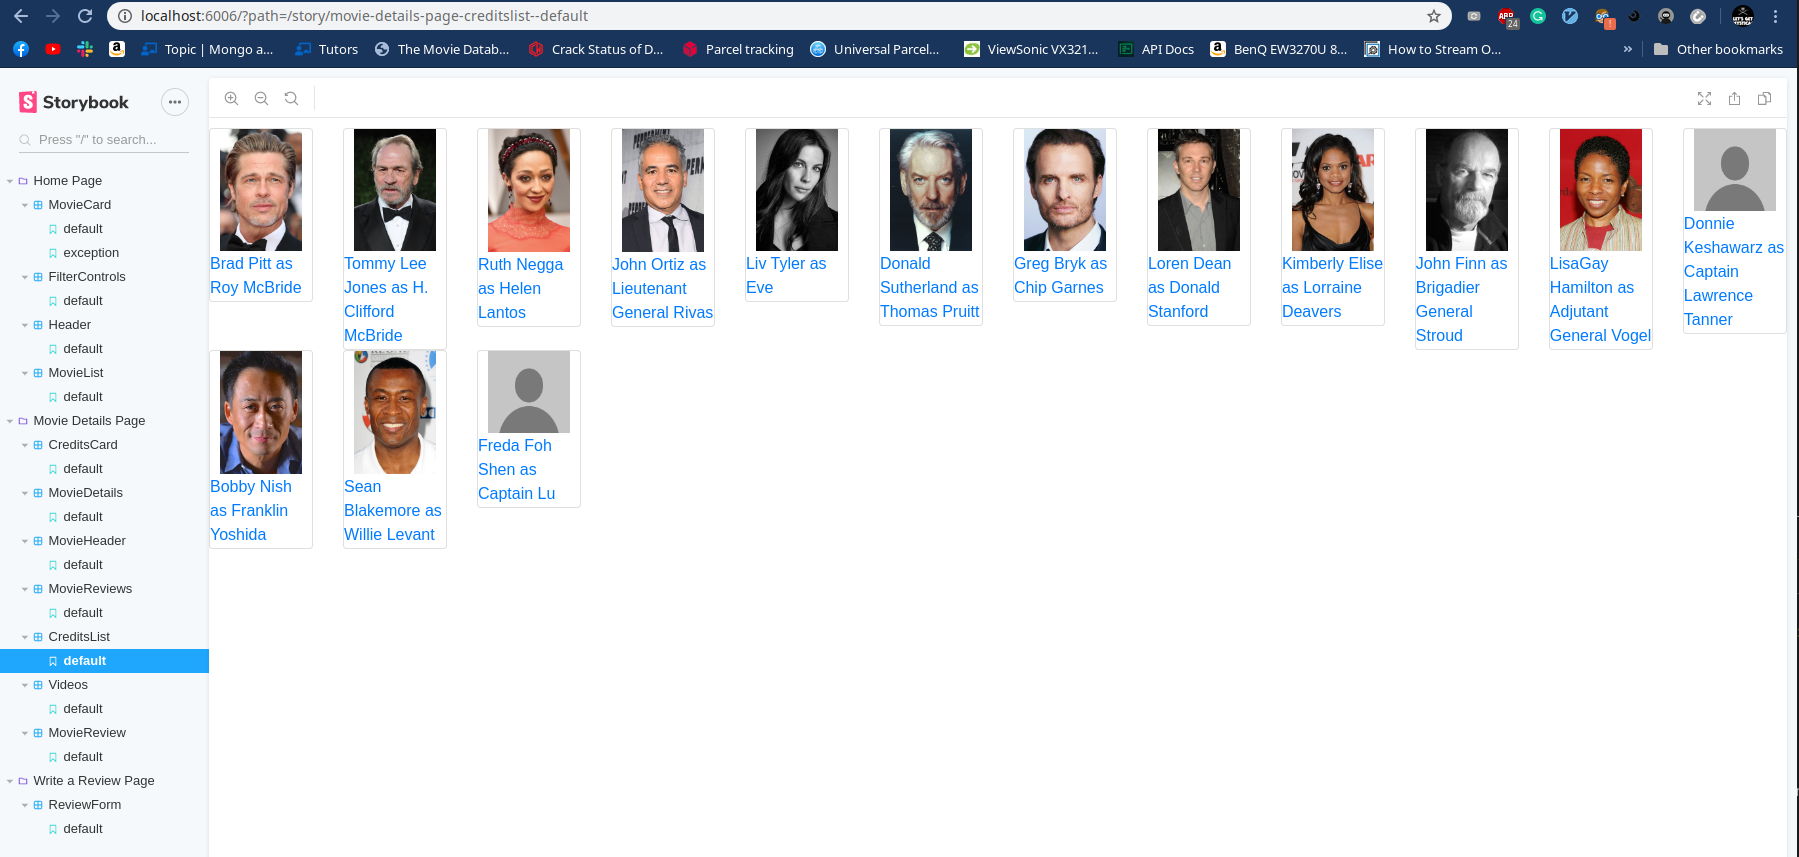 localhost:6006/?path=/story/movie-details-page-creditslist--default
ABP
24
Topic | Mongo a...
Tutors
The Movie Datab...
Crack Status of D...
Parcel tracking
Universal Parcel...
ViewSonic VX321...
API Docs
BenQ EW3270U 8...
How to Stream O...
»
Other bookmarks
Storybook
Press "/" to search...
Home Page
MovieCard
default
exception
FilterControls
default
Header
default
MovieList
default
Movie Details Page
CreditsCard
default
MovieDetails
default
MovieHeader
default
MovieReviews
default
CreditsList
default
Videos
default
MovieReview
default
Write a Review Page
ReviewForm
default
Brad Pitt as
Roy McBride
Tommy Lee
Jones as H.
Clifford
McBride
Ruth Negga
as Helen
Lantos
John Ortiz as
Lieutenant
General Rivas
Liv Tyler as
Eve
Donald
Sutherland as
Thomas Pruitt
Greg Bryk as
Chip Garnes
Loren Dean
as Donald
Stanford
Kimberly Elise
as Lorraine
Deavers
John Finn as
Brigadier
General
Stroud
LisaGay
Hamilton as
Adjutant
General Vogel
Donnie
Keshawarz as
Captain
Lawrence
Tanner
Bobby Nish
as Franklin
Yoshida
Sean
Blakemore as
Willie Levant
Freda Foh
Shen as
Captain Lu